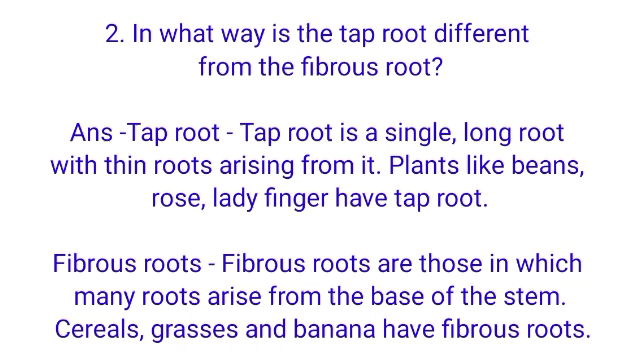 2. In what way is the tap root different
from the fibrous root?
Ans -Tap root - Tap root is a single, long root
with thin roots arising from it. Plants like beans,
rose, lady finger have tap root.
Fibrous roots - Fibrous roots are those in which
many roots arise from the base of the stem.
Cereals, grasses and banana have fibrous roots.